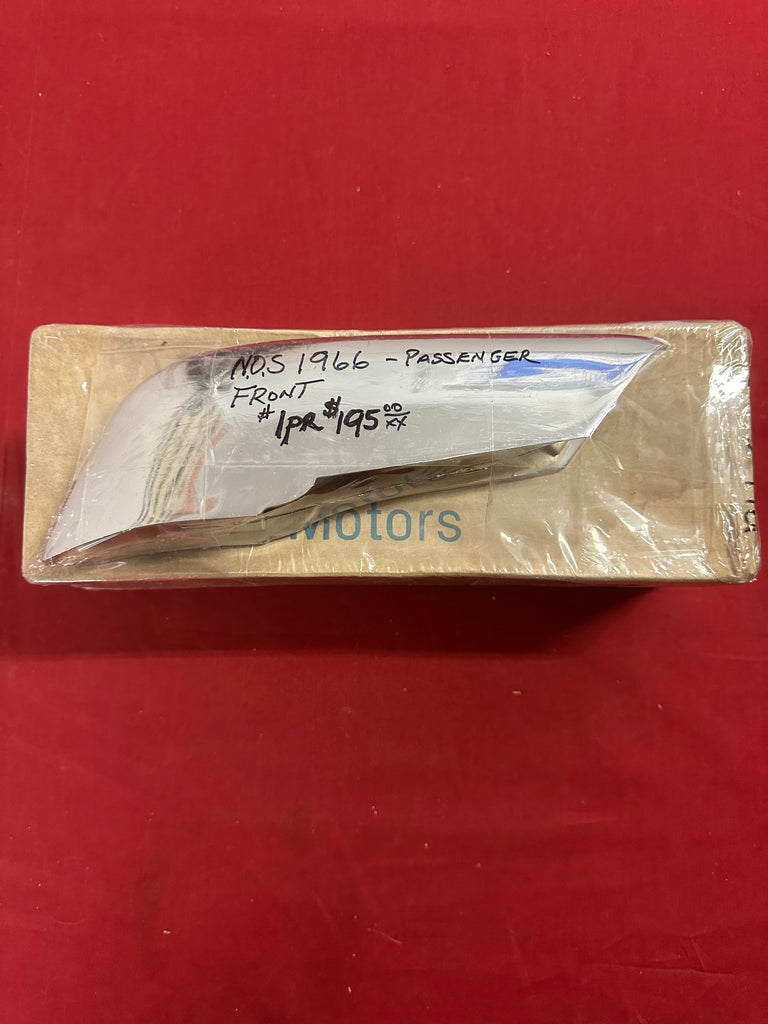 N.O.S 1966 - PASSENGER
FRONT
#1PR $195 00/XX
Motors